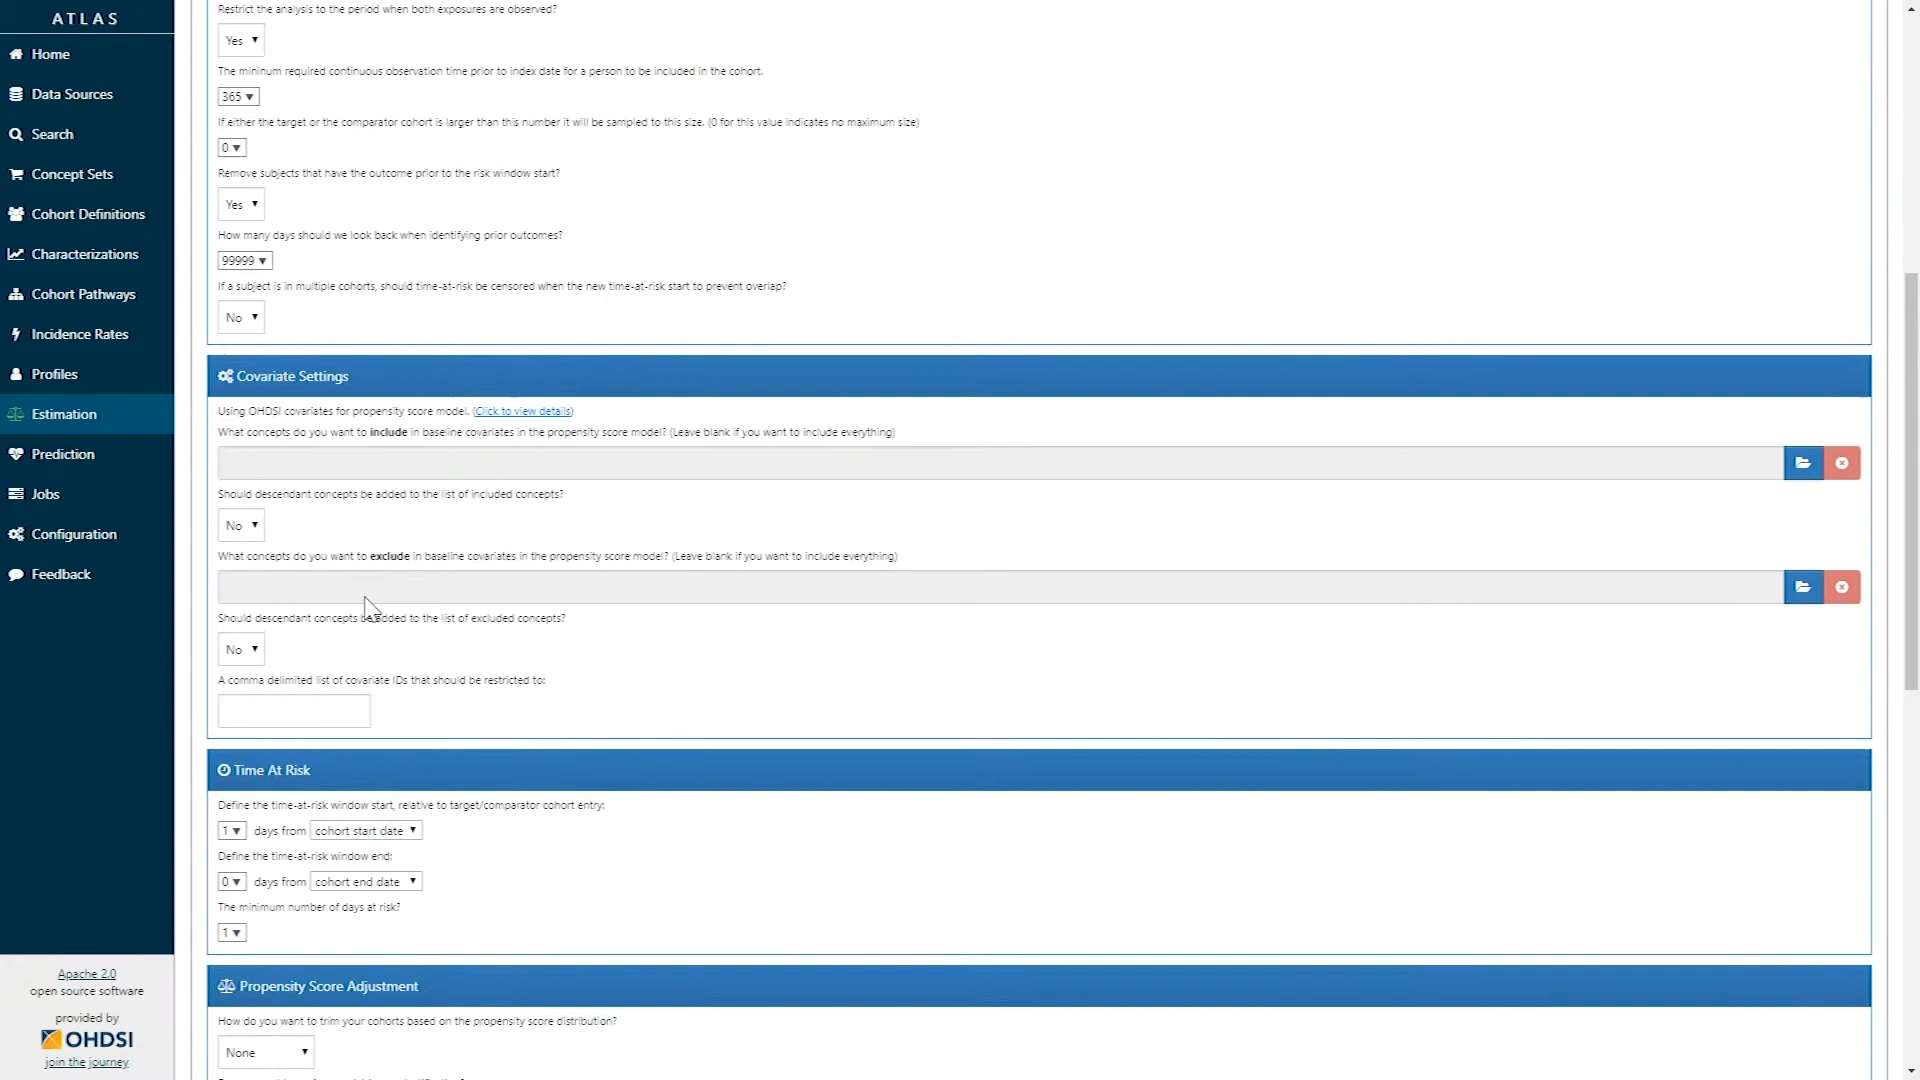 ATLAS
Home
Data Sources
Search
Concept Sets
Cohort Definitions
Characterizations
Cohort Pathways
Incidence Rates
Profiles
Estimation
Prediction
Jobs
Configuration
Feedback
Apache 2.0
open source software
provided by
OHDSI
join the journey
Restrict the analysis to the period when both exposures are observed?
Yes
The mininum required continuous observation time prior to index date for a person to be included in the cohort.
365
If either the target or the comparator cohort is larger than this number it will be sampled to this size. (0 for this value indicates no maximum size)
0
Remove subjects that have the outcome prior to the risk window start?
Yes
How many days should we look back when identifying prior outcomes?
99999
If a subject is in multiple cohorts, should time-at-risk be censored when the new time-at-risk start to prevent overlap?
No
Covariate Settings
Using OHDSI covariates for propensity score model. (Click to view details)
What concepts do you want to include in baseline covariates in the propensity score model? (Leave blank if you want to include everything)
Should descendant concepts be added to the list of included concepts?
No
What concepts do you want to exclude in baseline covariates in the propensity score model? (Leave blank if you want to include everything)
Should descendant concepts be added to the list of excluded concepts?
No
A comma delimited list of covariate IDs that should be restricted to:
Time At Risk
Define the time-at-risk window start, relative to target/comparator cohort entry:
1 days from cohort start date
Define the time-at-risk window end:
0 days from cohort end date
The minimum number of days at risk?
1
Propensity Score Adjustment
How do you want to trim your cohorts based on the propensity score distribution?
None